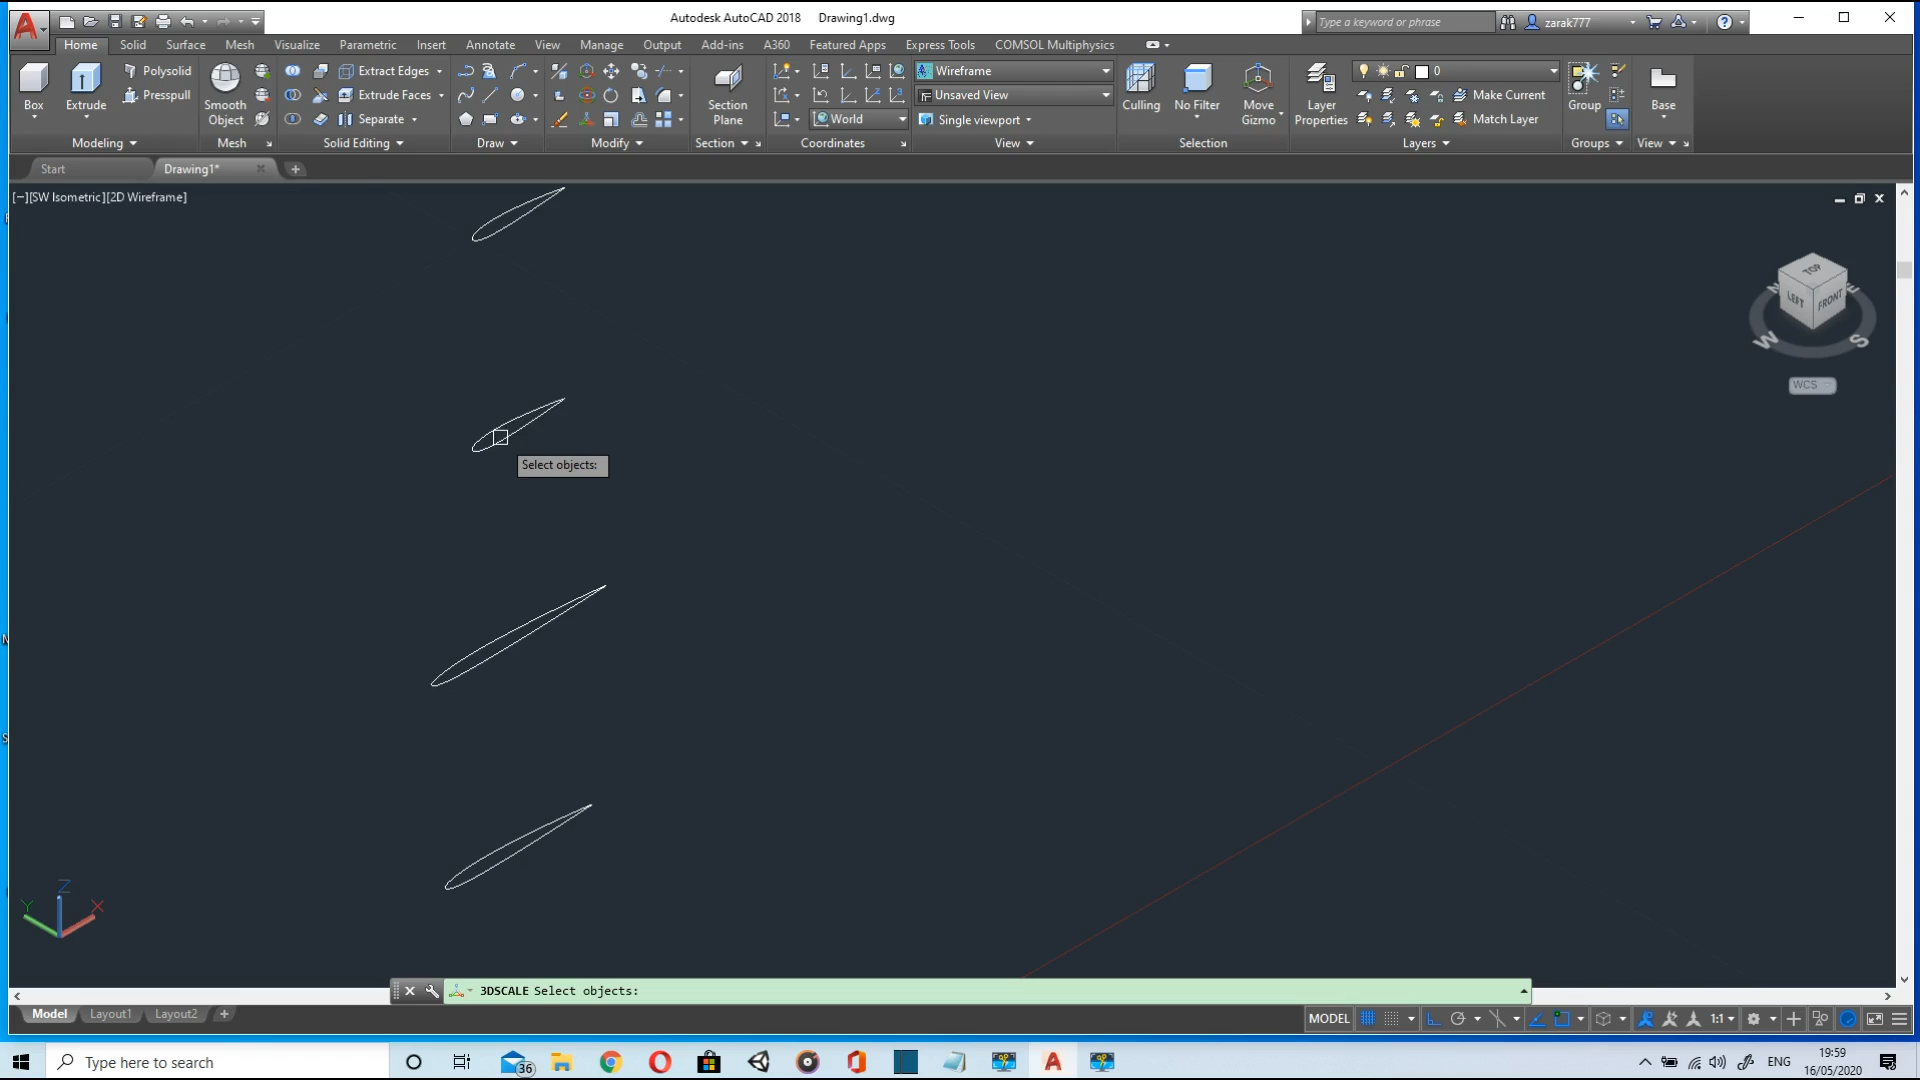 Autodesk AutoCAD 2018 Drawing1.dwg
Type a keyword or phrase
zarak777
Home Solid Surface Mesh Visualize Parametric Insert Annotate View Manage Output Add-ins A360 Featured Apps Express Tools COMSOL Multiphysics
Box
Extrude
Polysolid
Presspull
Smooth Object
Extract Edges
Extrude Faces
Separate
Section Plane
World
Wireframe
Unsaved View
Single viewport
Culling
No Filter
Move Gizmo
Layer Properties
0
Make Current
Match Layer
Group
Base
Modeling Mesh Solid Editing Draw Modify Section Coordinates View Selection Layers Groups View
Start Drawing1*
[−][SW Isometric][2D Wireframe]
TOP
LEFT FRONT
N E
W S
WCS
Select objects:
Z
Y X
3DSCALE Select objects:
Model Layout1 Layout2
MODEL 1:1
Type here to search
36
ENG
19:59
16/05/2020